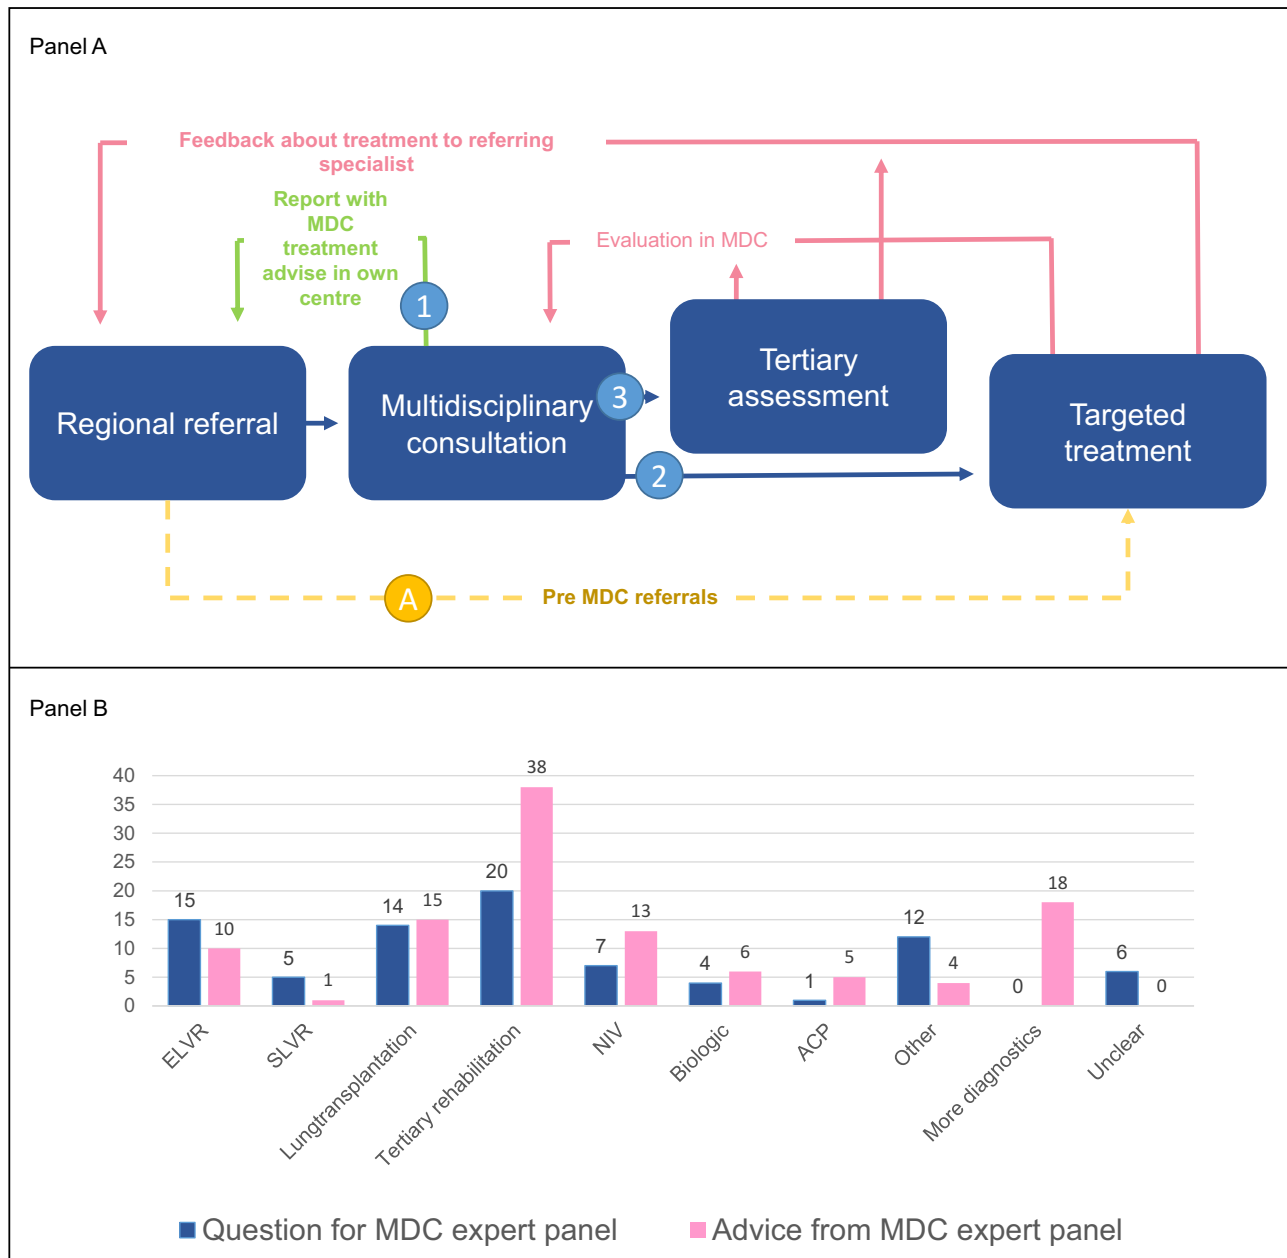 Panel A
Feedback about treatment to referring
specialist
Report with
MDC
treatment
advise in own
centre
Evaluation in MDC
1
Regional referral
Multidisciplinary
consultation
3
Tertiary
assessment
2
Targeted
treatment
A
Pre MDC referrals
Panel B
40
35
30
25
20
15
10
5
0
15
10
5
1
14
15
20
38
7
13
4
6
1
5
12
4
0
18
6
0
ELVR
SLVR
Lungtransplantation
Tertiary rehabilitation
NIV
Biologic
ACP
Other
More diagnostics
Unclear
Question for MDC expert panel
Advice from MDC expert panel